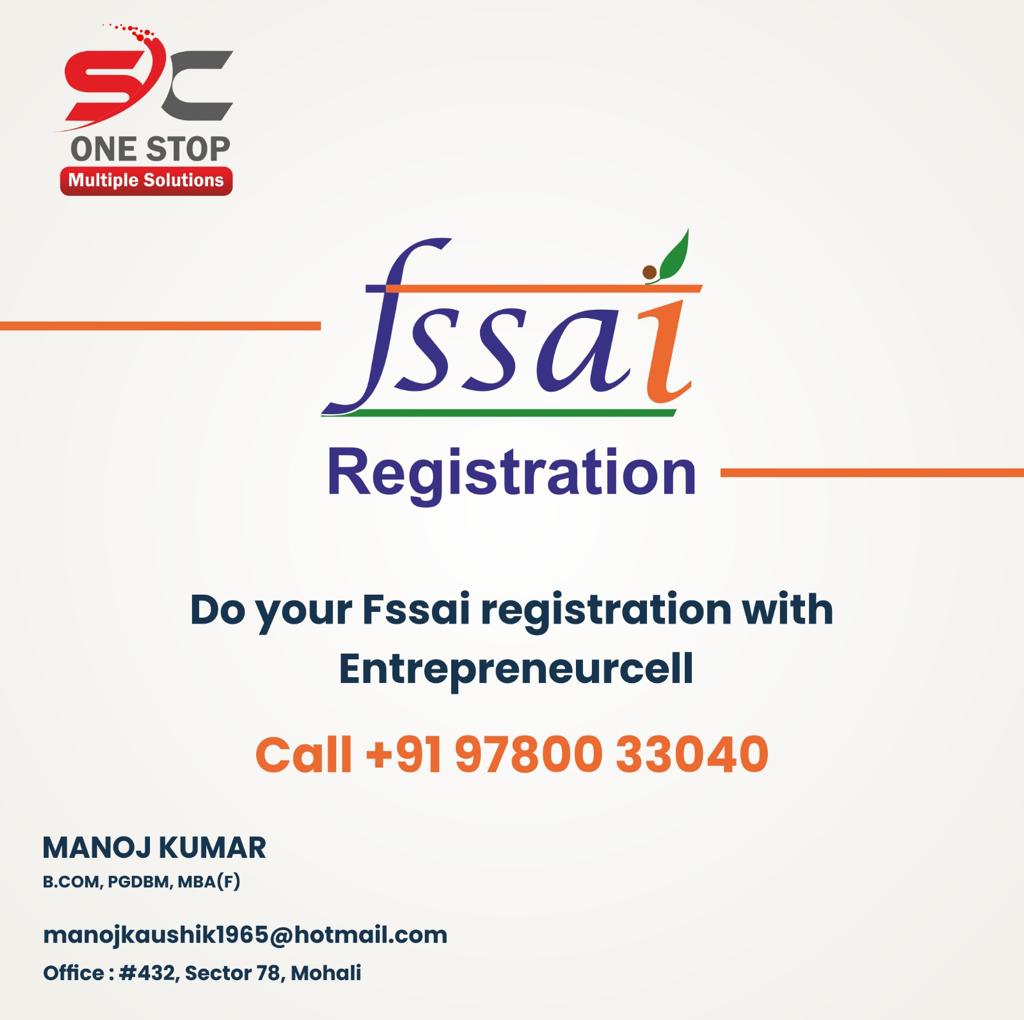 SC
ONE STOP
Multiple Solutions
fssai
Registration
Do your Fssai registration with
Entrepreneurcell
Call +91 97800 33040
MANOJ KUMAR
B.COM, PGDBM, MBA(F)
manojkaushik1965@hotmail.com
Office : #432, Sector 78, Mohali